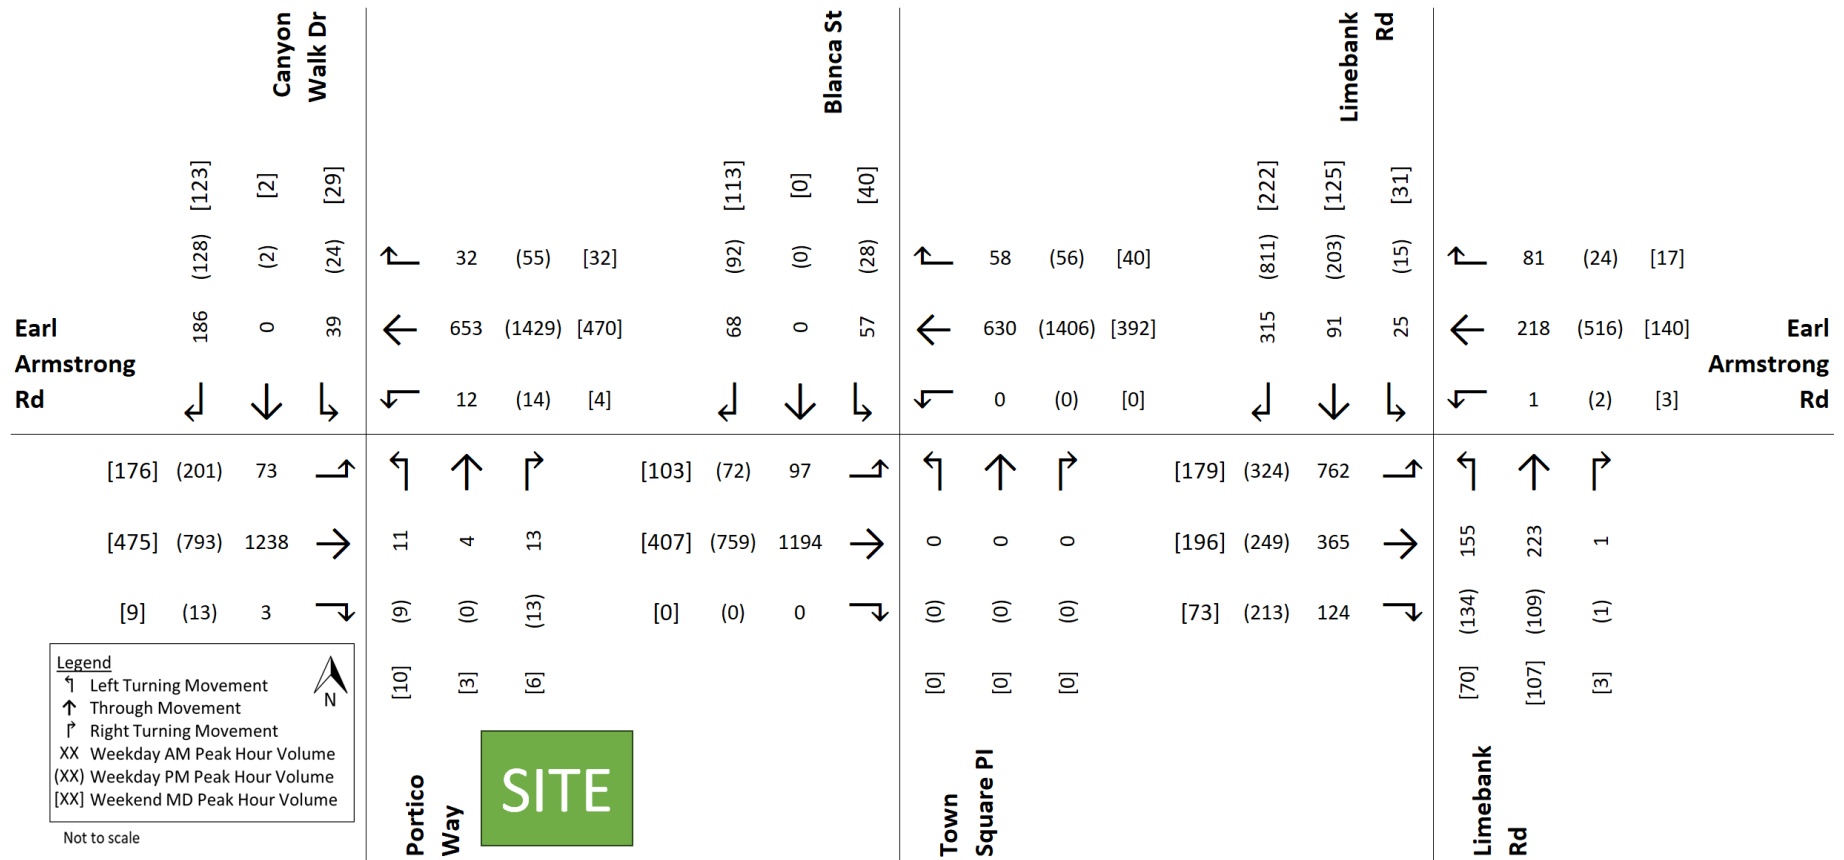 Canyon
Walk Dr
Blanca St
Limebank
Rd
[123] [2] [29]
[113] [0] [40]
[222] [125] [31]
(128) (2) (24)
32 (55) [32]
(92) (0) (28)
58 (56) [40]
(811) (203) (15)
81 (24) [17]
Earl
Armstrong
Rd
186 0 39
653 (1429) [470]
68 0 57
630 (1406) [392]
315 91 25
218 (516) [140]
Earl
Armstrong
Rd
12 (14) [4]
0 (0) [0]
1 (2) [3]
[176] (201) 73
[103] (72) 97
[179] (324) 762
[475] (793) 1238
11 4 13
[407] (759) 1194
0 0 0
[196] (249) 365
155 223 1
[9] (13) 3
(9) (0) (13)
[0] (0) 0
(0) (0) (0)
[73] (213) 124
(134) (109) (1)
[10] [3] [6]
[0] [0] [0]
[70] [107] [3]
Legend
Left Turning Movement
Through Movement
Right Turning Movement
XX Weekday AM Peak Hour Volume
(XX) Weekday PM Peak Hour Volume
[XX] Weekend MD Peak Hour Volume
N
Not to scale
Portico
Way
SITE
Town
Square Pl
Limebank
Rd